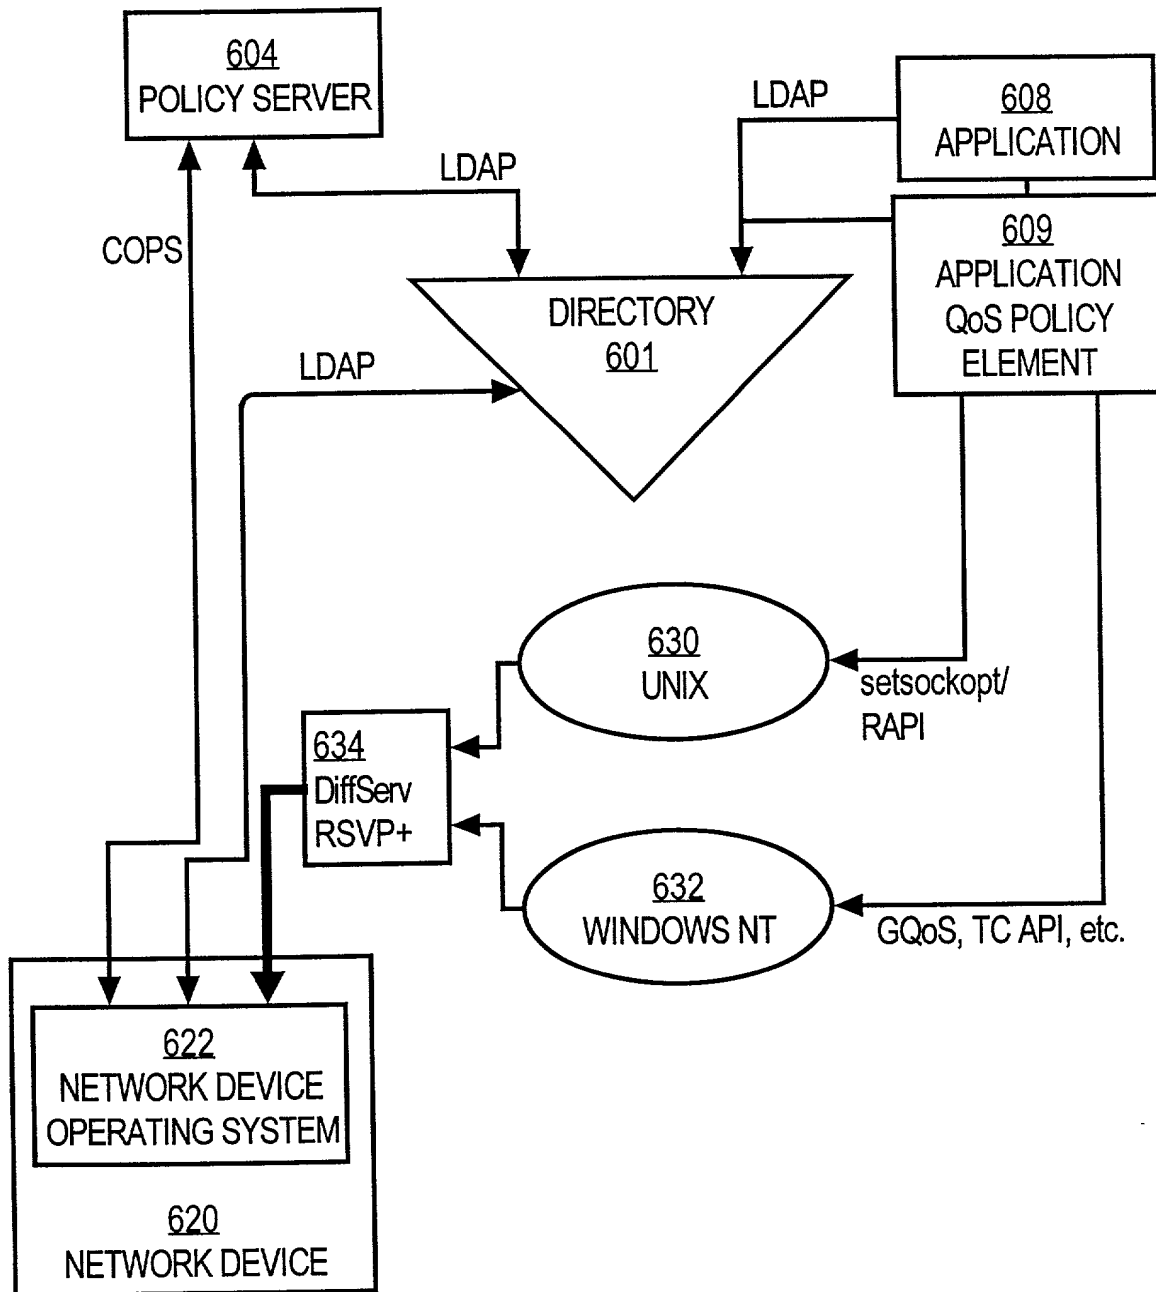 604
POLICY SERVER
LDAP
608
APPLICATION
LDAP
COPS
609
APPLICATION
QoS POLICY
ELEMENT
DIRECTORY
601
LDAP
630
UNIX
setsockopt/
RAPI
634
DiffServ
RSVP+
632
WINDOWS NT
GQoS, TC API, etc.
622
NETWORK DEVICE
OPERATING SYSTEM
620
NETWORK DEVICE